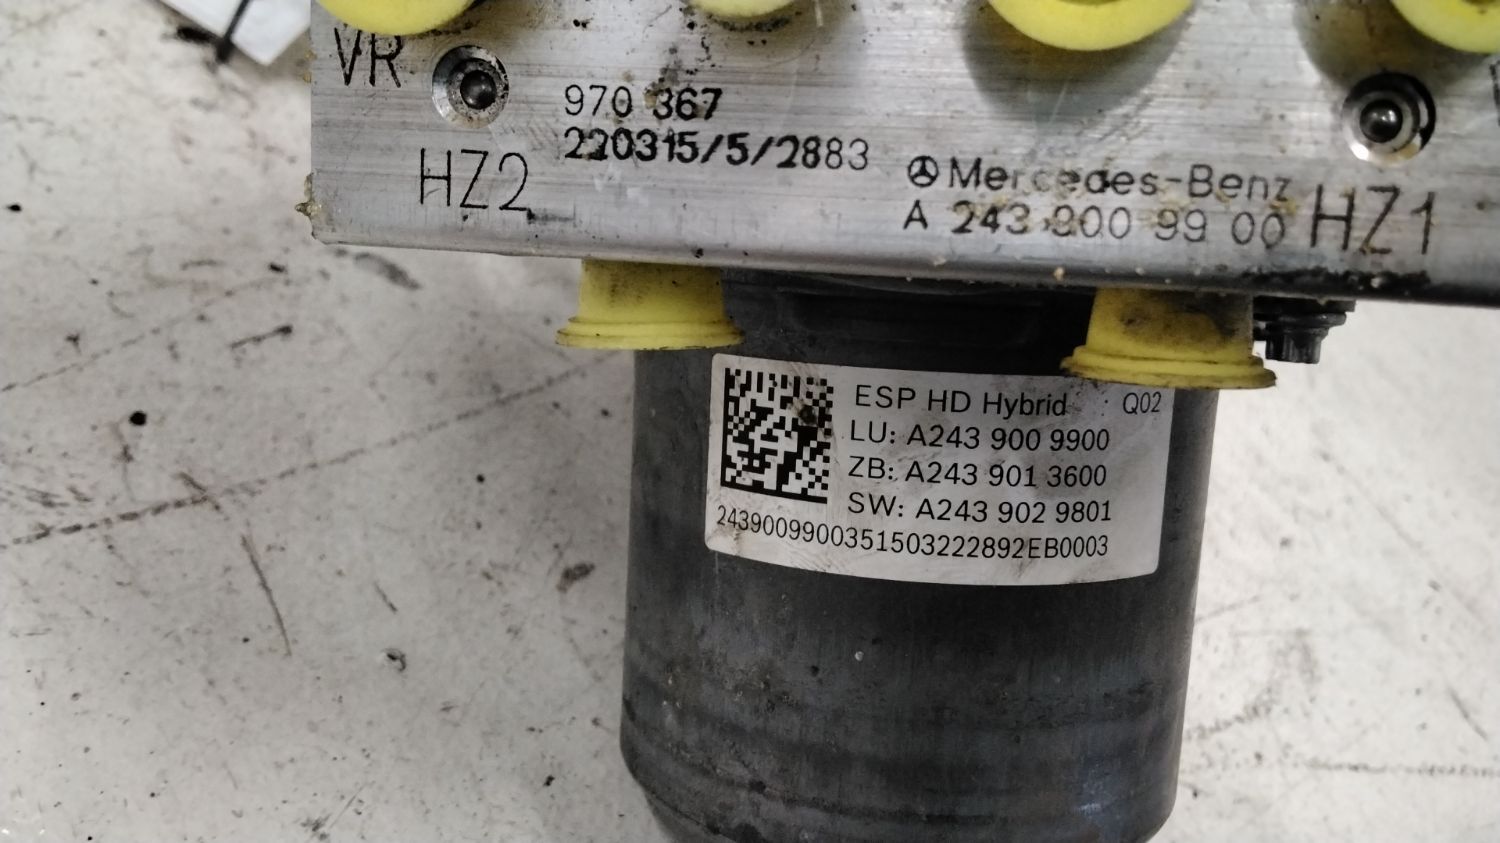 VR
970 367
220315/5/2883
HZ2
Mercedes-Benz
A 243 900 99 00
HZ1
ESP HD Hybrid : Q02
LU: A243 900 9900
ZB: A243 901 3600
SW: A243 902 9801
2439009900351503222892EB0003